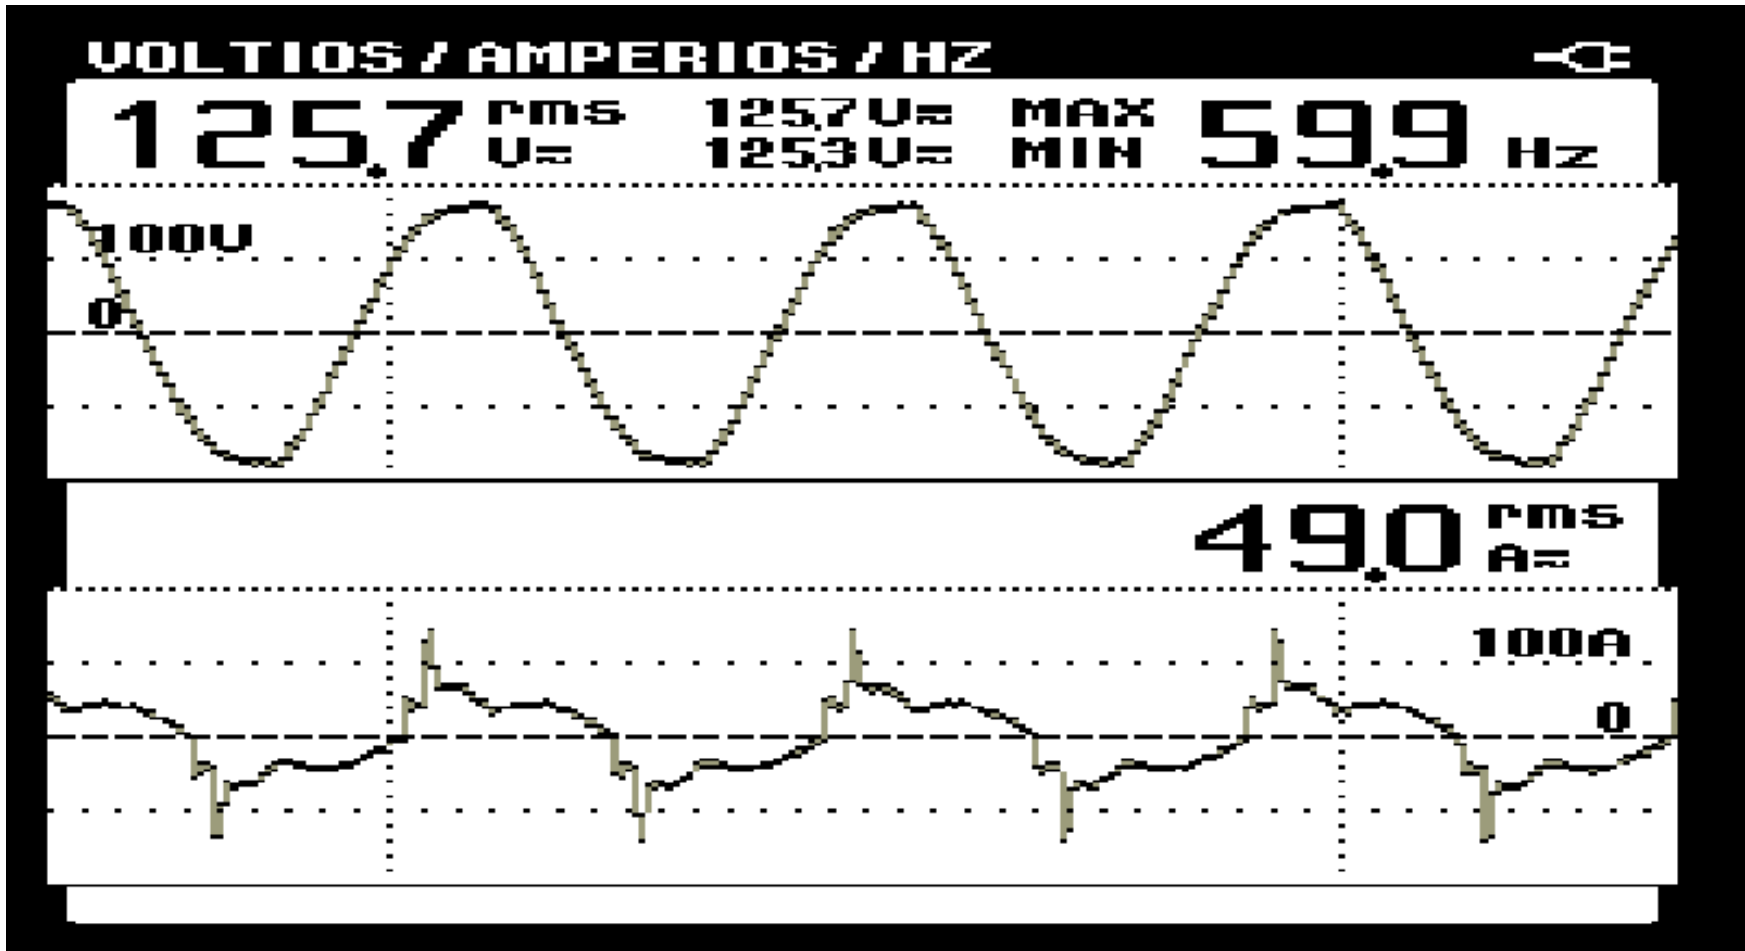 VOLTIOS/AMPERIOS/HZ
125.7 rms V≂ 125.7V≂ MAX 59.9 Hz
125.3V≂ MIN
100V
0
49.0 rms A≂
100A
0